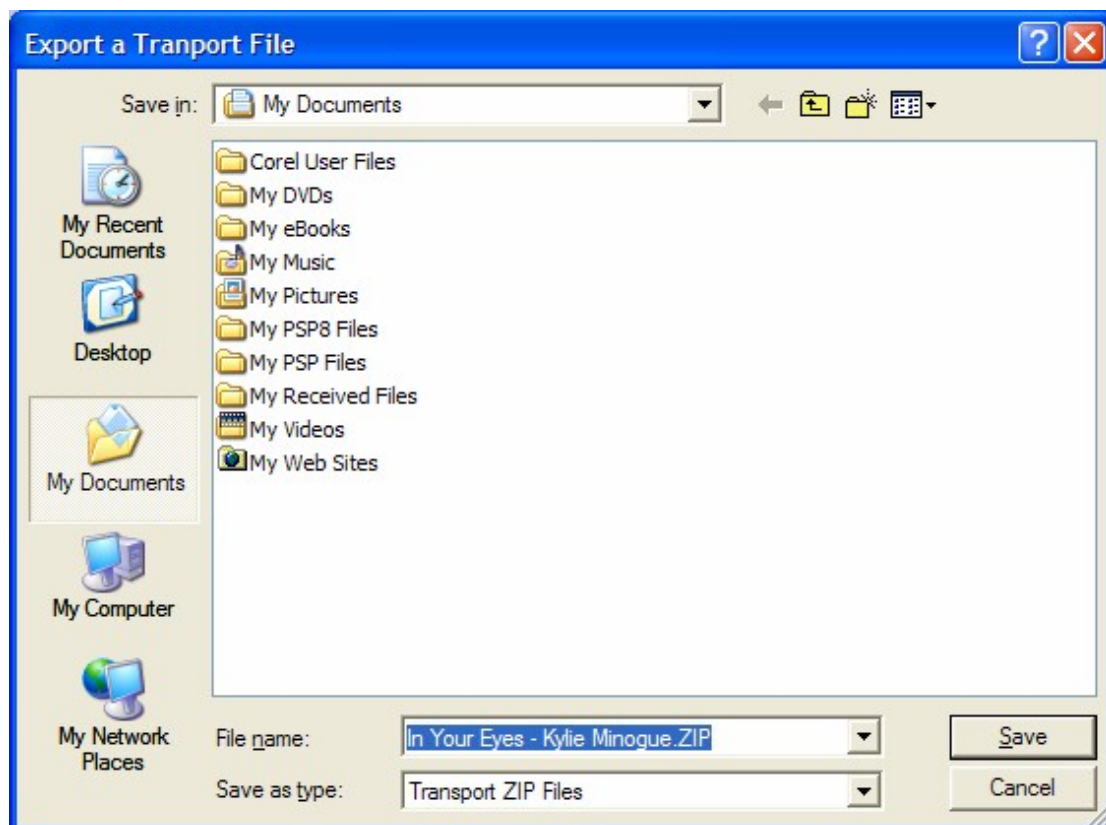 Export a Tranport File
Save in: My Documents
My Recent
Documents
Desktop
My Documents
My Computer
My Network
Places
Corel User Files
My DVDs
My eBooks
My Music
My Pictures
My PSP8 Files
My PSP Files
My Received Files
My Videos
My Web Sites
File name: In Your Eyes - Kylie Minogue.ZIP
Save
Save as type: Transport ZIP Files
Cancel